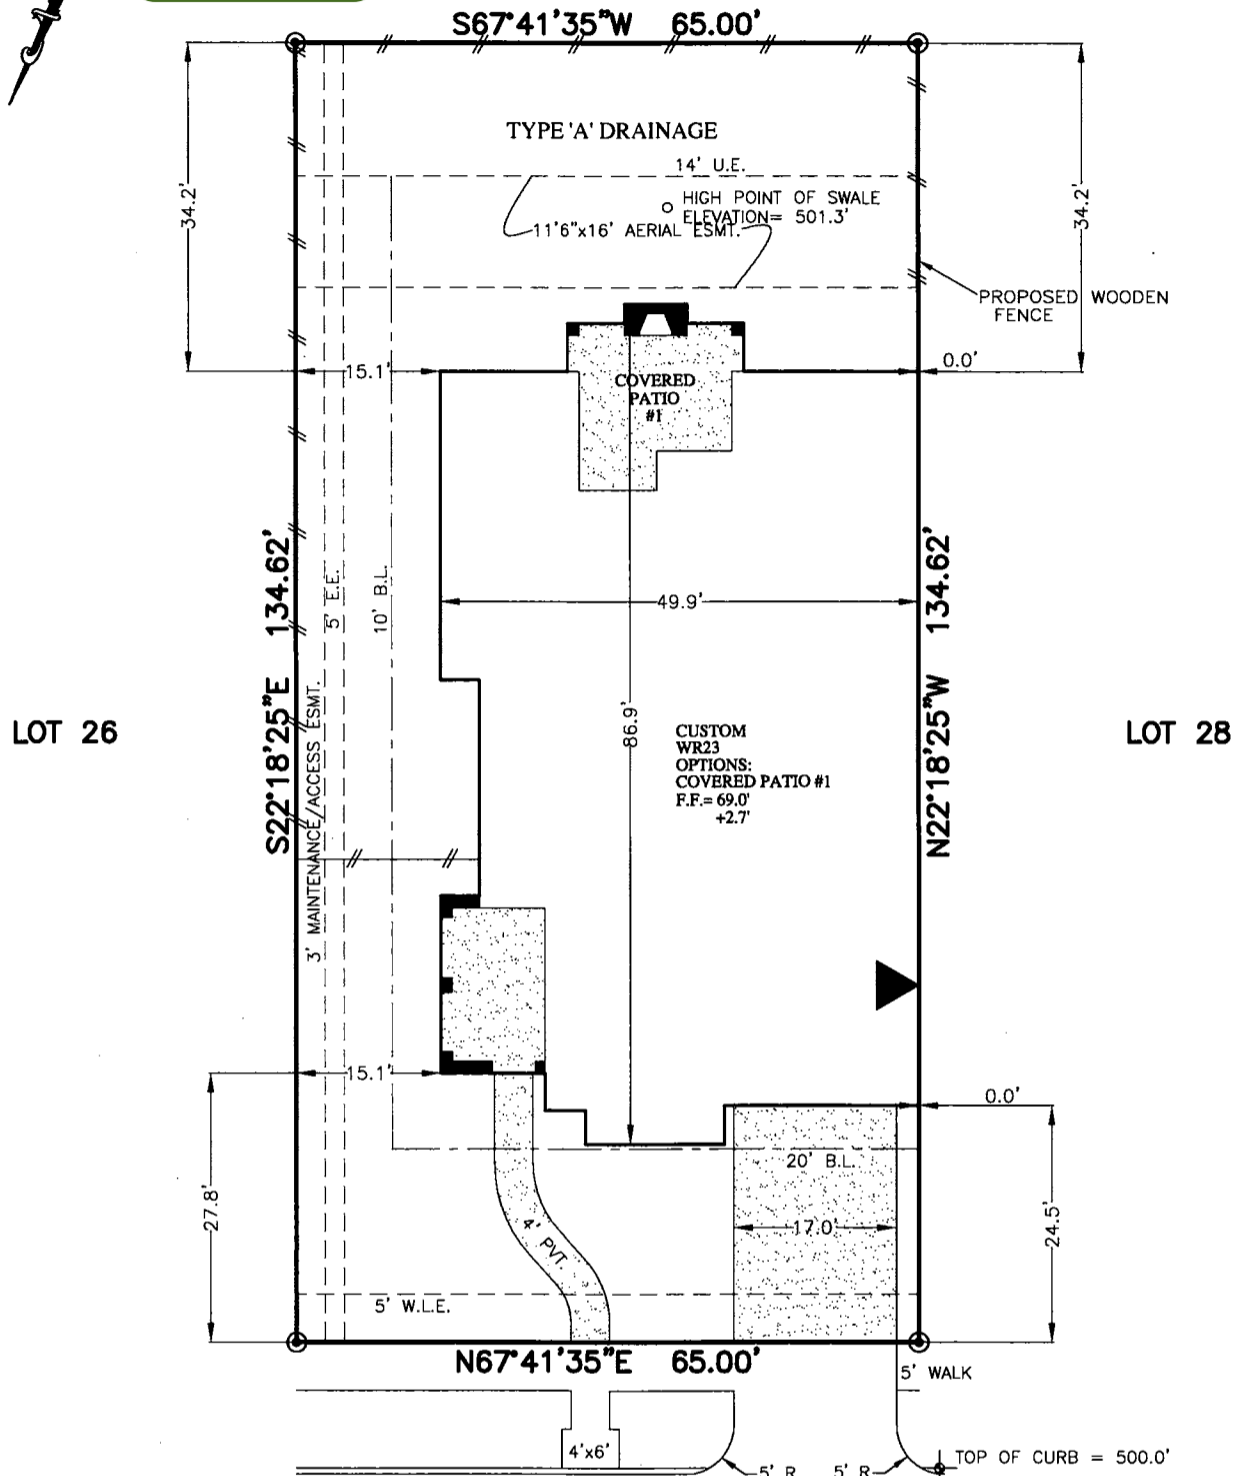 S67°41'35"W 65.00'
TYPE 'A' DRAINAGE
14' U.E.
HIGH POINT OF SWALE
ELEVATION= 501.3'
11'6"x16' AERIAL ESMT.
34.2'
34.2'
PROPOSED WOODEN
FENCE
15.1'
0.0'
COVERED
PATIO
#1
S22°18'25"E 134.62'
5' E.E.
10' B.L.
49.9'
N22°18'25"W 134.62'
3' MAINTENANCE/ACCESS ESMT.
86.9'
LOT 26
CUSTOM
WR23
OPTIONS:
COVERED PATIO #1
F.F.= 69.0'
+2.7'
LOT 28
15.1'
0.0'
20' B.L.
27.8'
4' PVT.
17.0'
24.5'
5' W.L.E.
N67°41'35"E 65.00'
5' WALK
4'x6'
5' R
5' R
TOP OF CURB = 500.0'